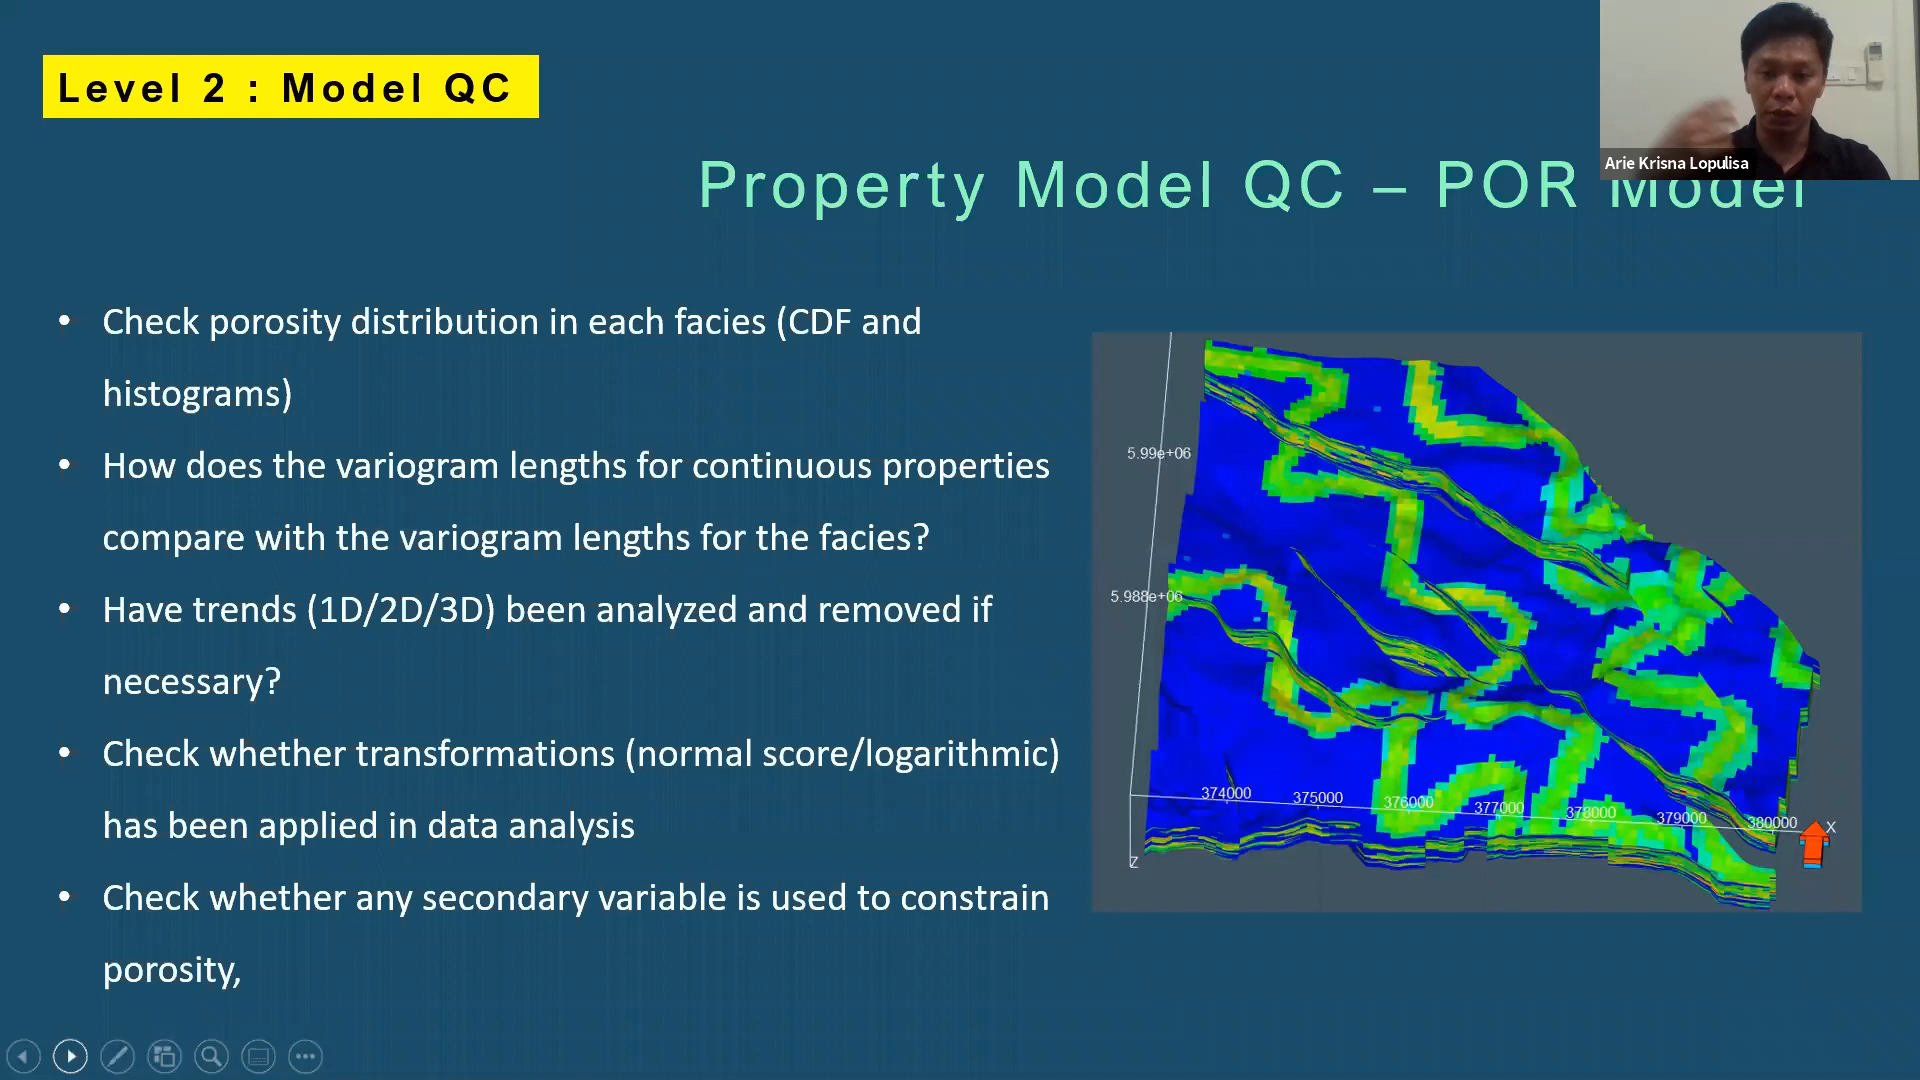 Level 2 : Model QC
Arie Krisna Lopulisa
Property Model QC – POR Model
• Check porosity distribution in each facies (CDF and
histograms)
• How does the variogram lengths for continuous properties
compare with the variogram lengths for the facies?
• Have trends (1D/2D/3D) been analyzed and removed if
necessary?
• Check whether transformations (normal score/logarithmic)
has been applied in data analysis
• Check whether any secondary variable is used to constrain
porosity,
5.99e+06
5.988e+06
374000 375000 376000 377000 378000 379000 380000 X
Z